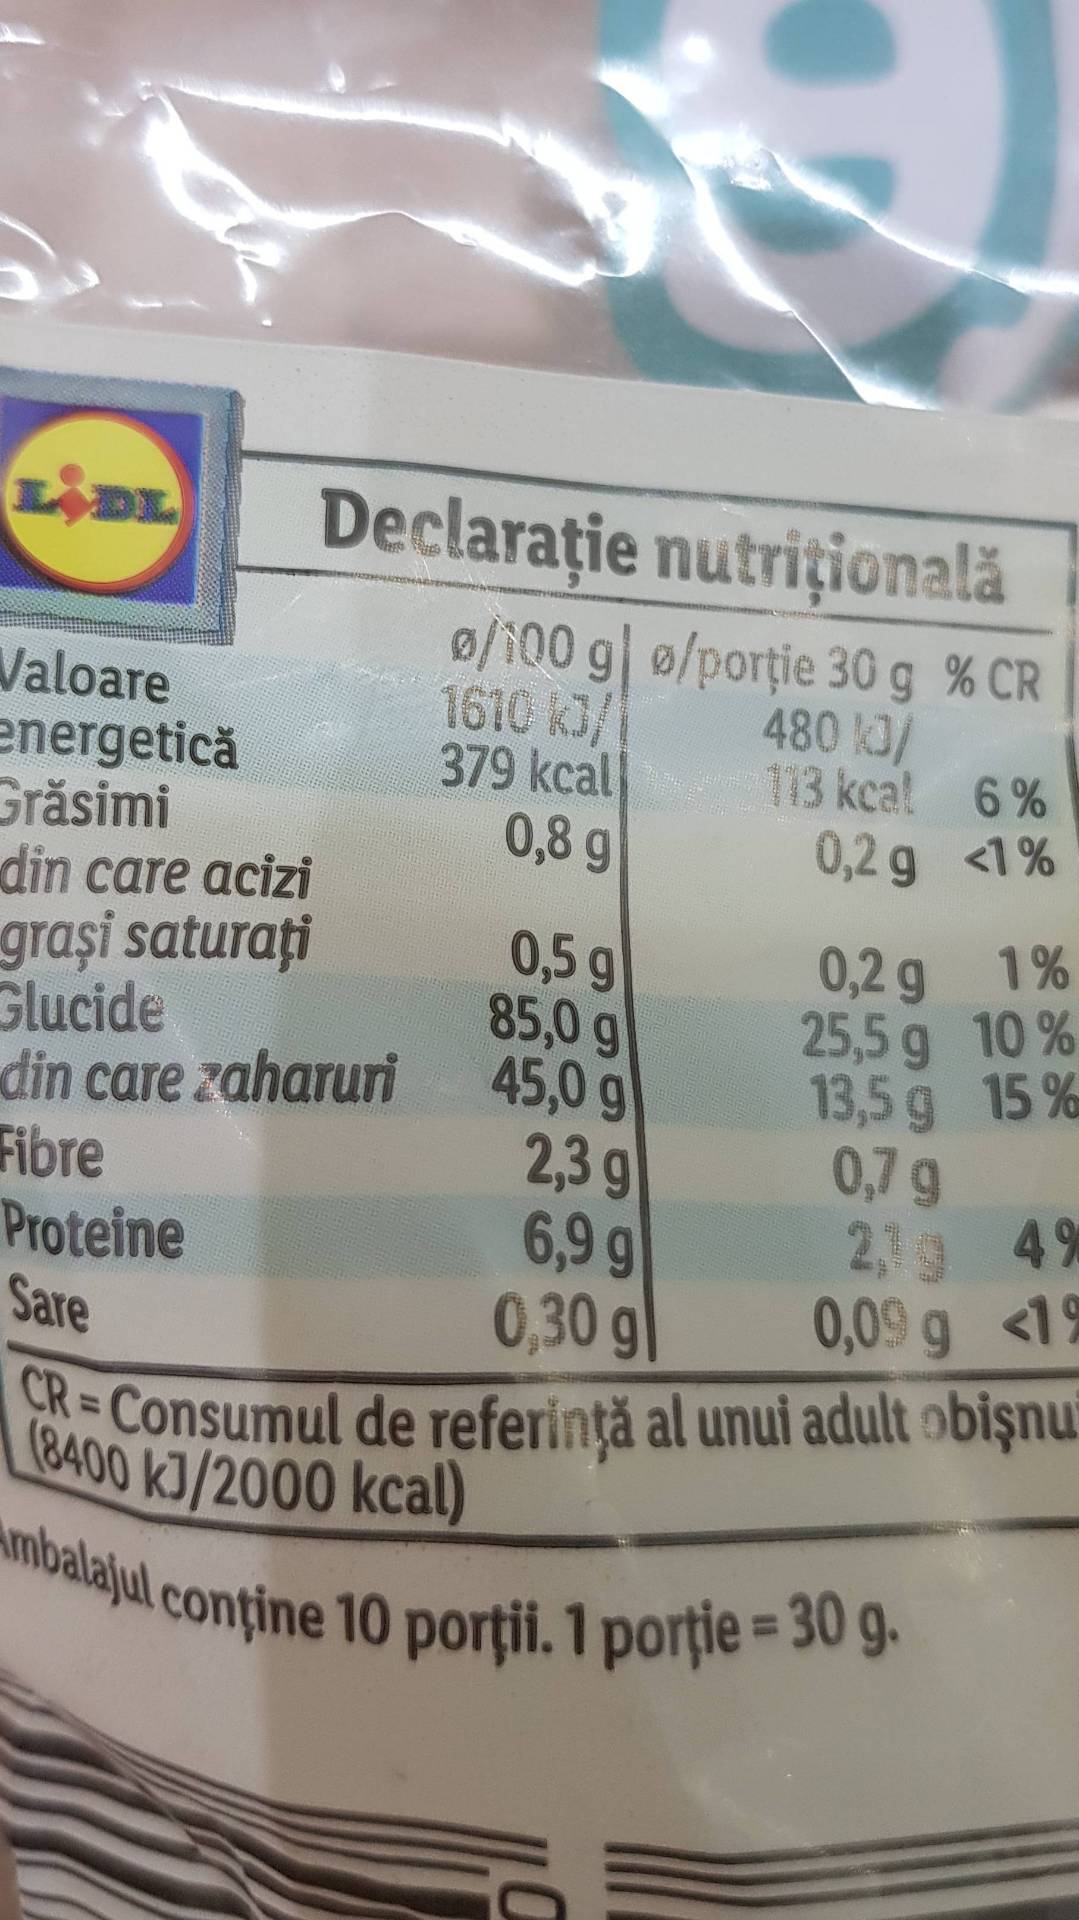 LiDL
Declarație nutrițională
ø/100 g ø/porție 30 g % CR
Valoare 1610 kJ/ 480 kJ/
energetică 379 kcal 113 kcal 6 %
Grăsimi 0,8 g 0,2 g <1 %
din care acizi
grași saturați 0,5 g 0,2 g 1 %
Glucide 85,0 g 25,5 g 10 %
din care zaharuri 45,0 g 13,5 g 15 %
Fibre 2,3 g 0,7 g
Proteine 6,9 g 2,1 g 4 %
Sare 0,30 g 0,09 g <1 %
CR = Consumul de referință al unui adult obișnui
(8400 kJ/2000 kcal)
Ambalajul conține 10 porții. 1 porție = 30 g.